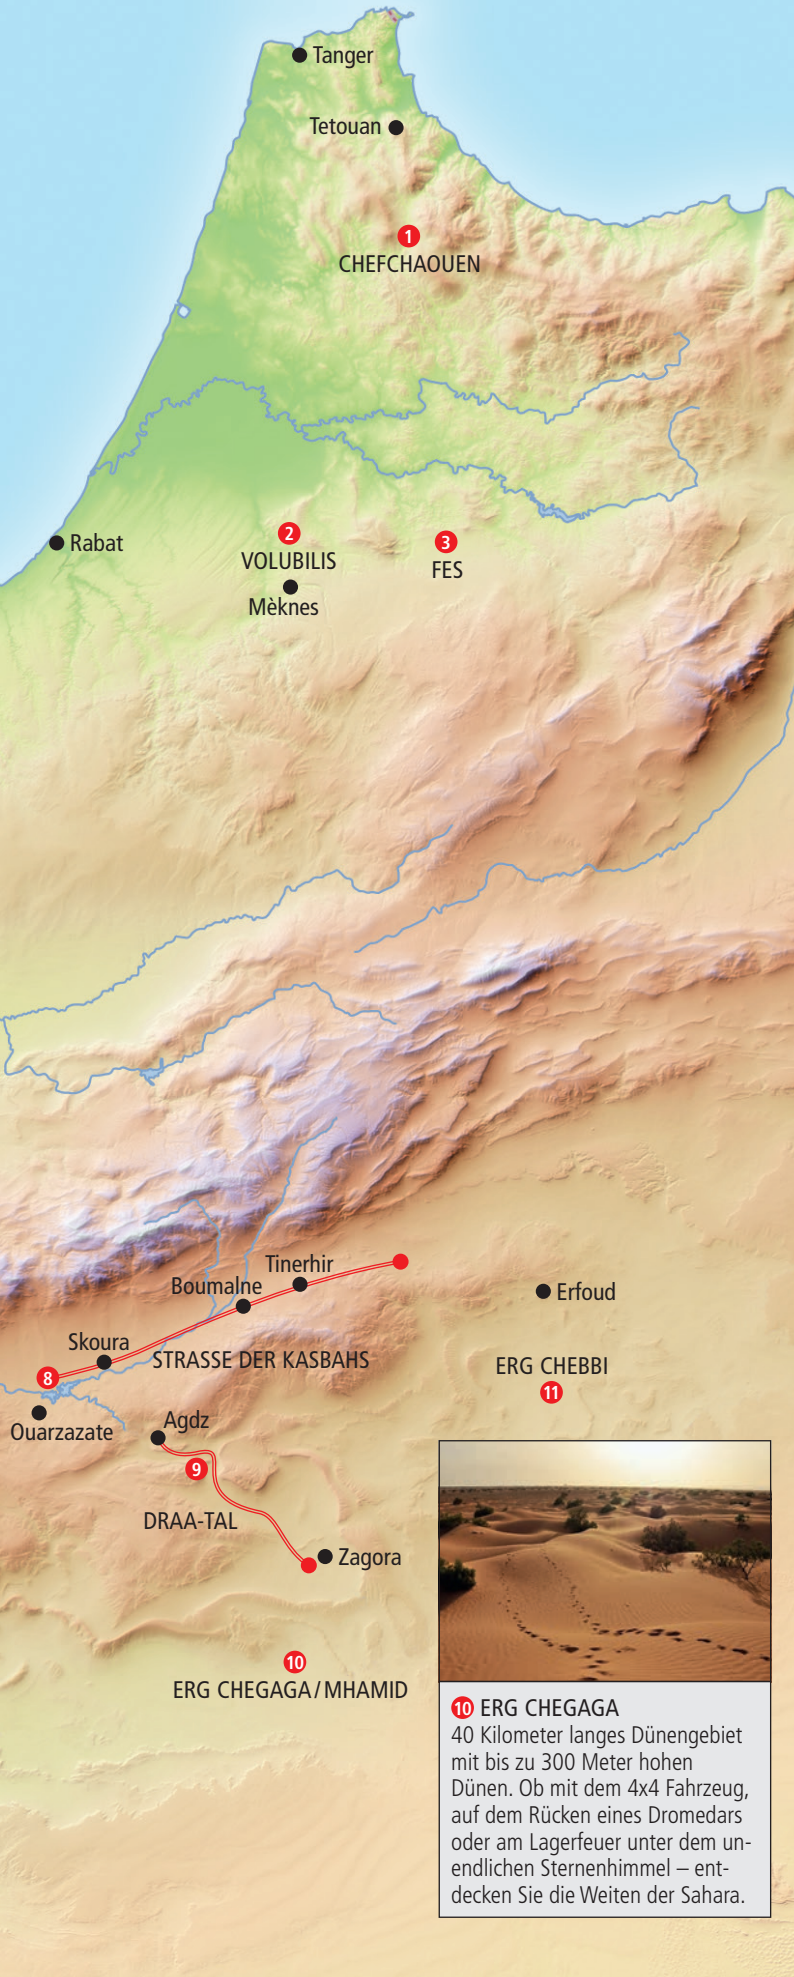 Tanger
Tetouan
1
CHEFCHAOUEN
Rabat
2
VOLUBILIS
Mèknes
3
FES
Tinerhir
Boumalne
Erfoud
Skoura
STRASSE DER KASBAHS
8
Ouarzazate
ERG CHEBBI
11
Agdz
9
DRAA-TAL
Zagora
10
ERG CHEGAGA/MHAMID
10 ERG CHEGAGA
40 Kilometer langes Dünengebiet
mit bis zu 300 Meter hohen
Dünen. Ob mit dem 4x4 Fahrzeug,
auf dem Rücken eines Dromedars
oder am Lagerfeuer unter dem un-
endlichen Sternenhimmel – ent-
decken Sie die Weiten der Sahara.